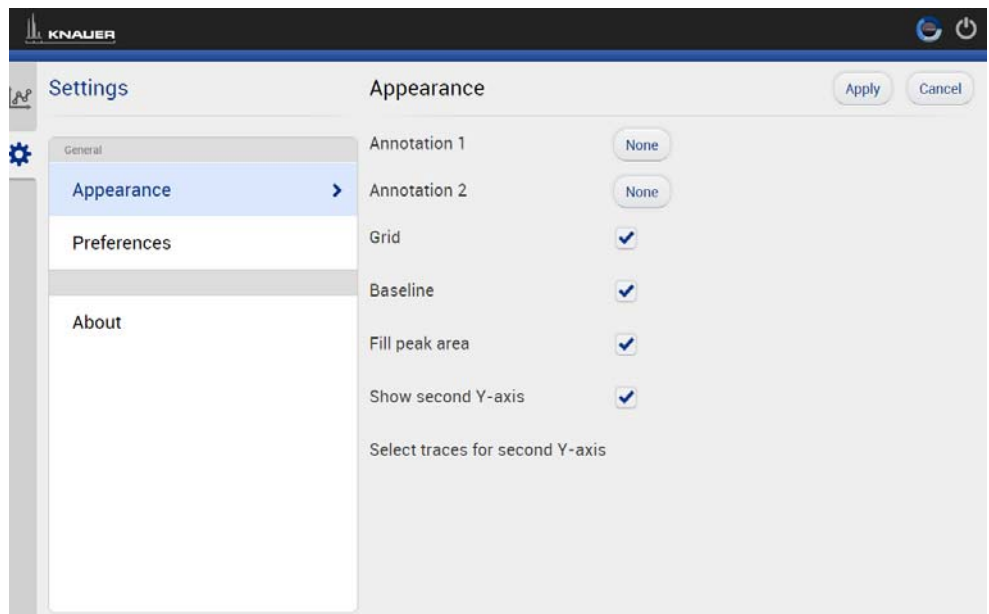 KNAUER
Settings
Appearance
Apply
Cancel
General
Appearance
Preferences
About
Annotation 1
None
Annotation 2
None
Grid
Baseline
Fill peak area
Show second Y-axis
Select traces for second Y-axis